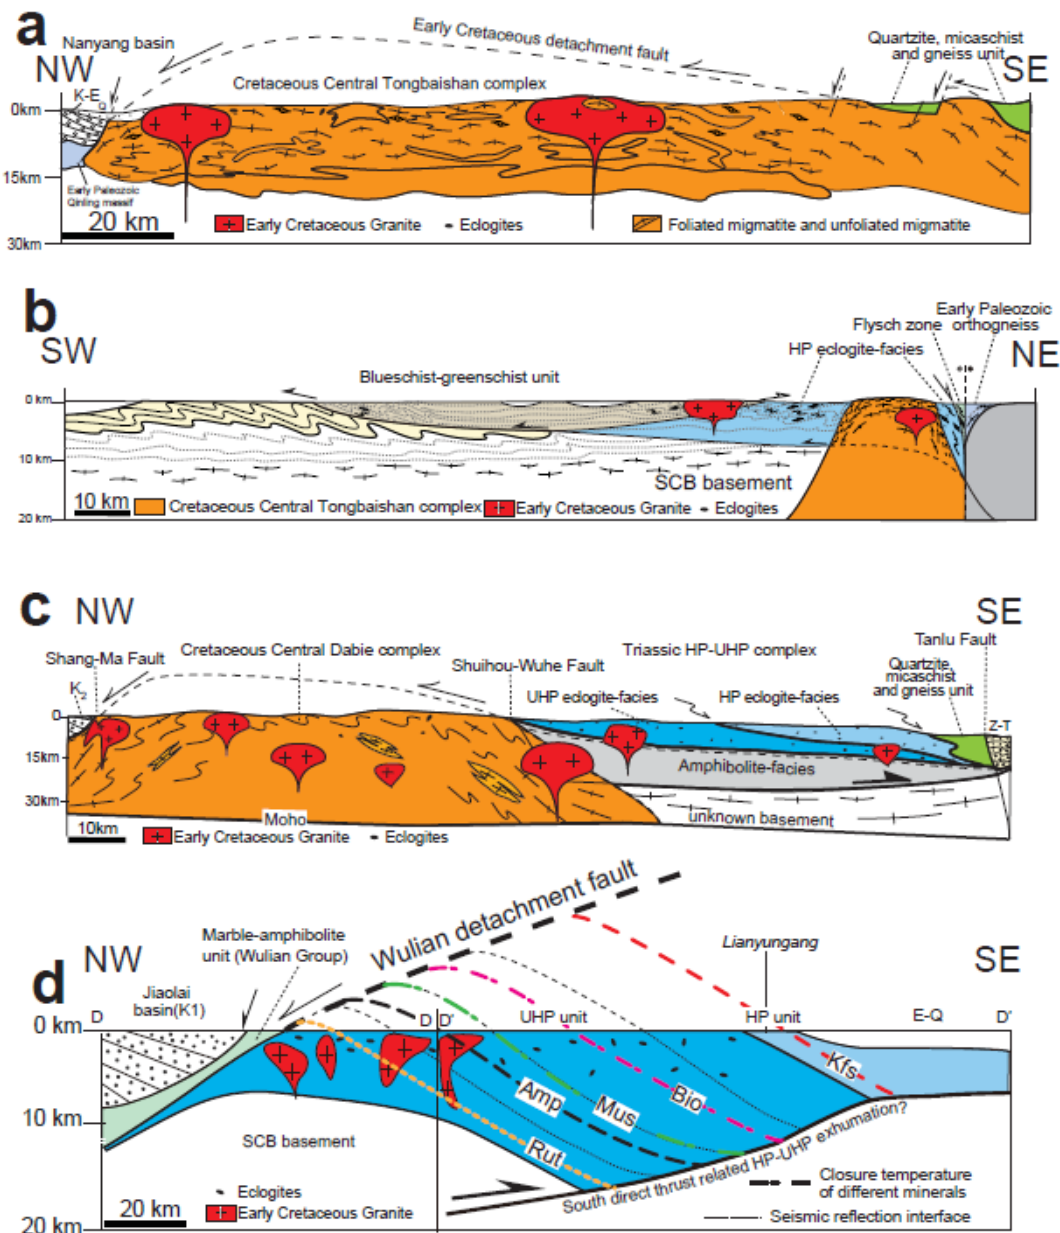 a
NW
Nanyang basin
Early Cretaceous detachment fault
Quartzite, micaschist
and gneiss unit
SE
K-E
Q
Cretaceous Central Tongbaishan complex
0km
15km
30km
Early Paleozoic
Qinling massif
20 km
Early Cretaceous Granite
Eclogites
Foliated migmatite and unfoliated migmatite
b
SW
Early Paleozoic
Flysch zone orthogneiss
HP eclogite-facies
NE
Blueschist-greenschist unit
0 km
10 km
20 km
SCB basement
10 km
Cretaceous Central Tongbaishan complex
Early Cretaceous Granite
Eclogites
c
NW
SE
Shang-Ma Fault
Cretaceous Central Dabie complex
Shuihou-Wuhe Fault
Triassic HP-UHP complex
Tanlu Fault
Quartzite,
micaschist
and gneiss unit
K2
UHP eclogite-facies
HP eclogite-facies
Z-T
0
15km
30km
Amphibolite-facies
unknown basement
Moho
10km
Early Cretaceous Granite
Eclogites
d
NW
Marble-amphibolite
unit (Wulian Group)
Wulian detachment fault
Lianyungang
SE
Jiaolai
basin(K1)
D
D
D'
UHP unit
HP unit
E-Q
D'
0 km
10 km
20 km
Amp
Mus
Bio
Kfs
Rut
SCB basement
South direct thrust related HP-UHP exhumation?
Eclogites
Early Cretaceous Granite
20 km
Closure temperature
of different minerals
Seismic reflection interface